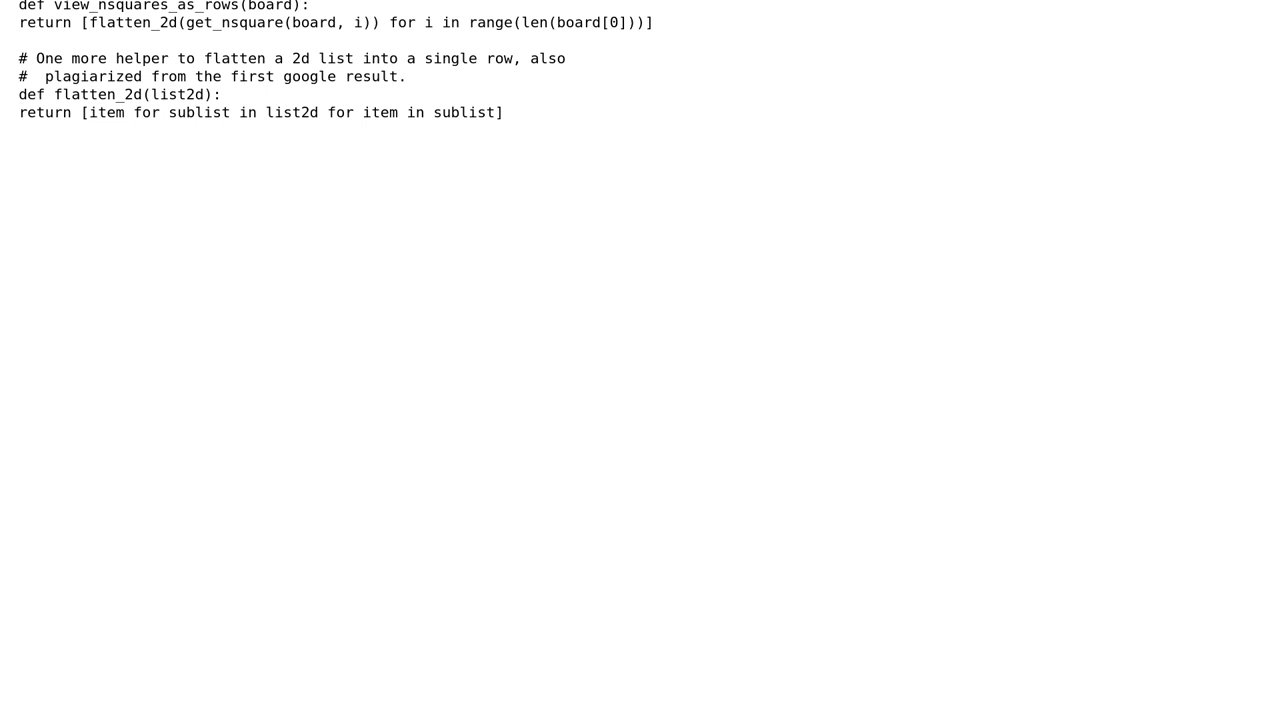 def view_nsquares_as_rows(board):
return [flatten_2d(get_nsquare(board, i)) for i in range(len(board[0]))]

# One more helper to flatten a 2d list into a single row, also
#  plagiarized from the first google result.
def flatten_2d(list2d):
return [item for sublist in list2d for item in sublist]